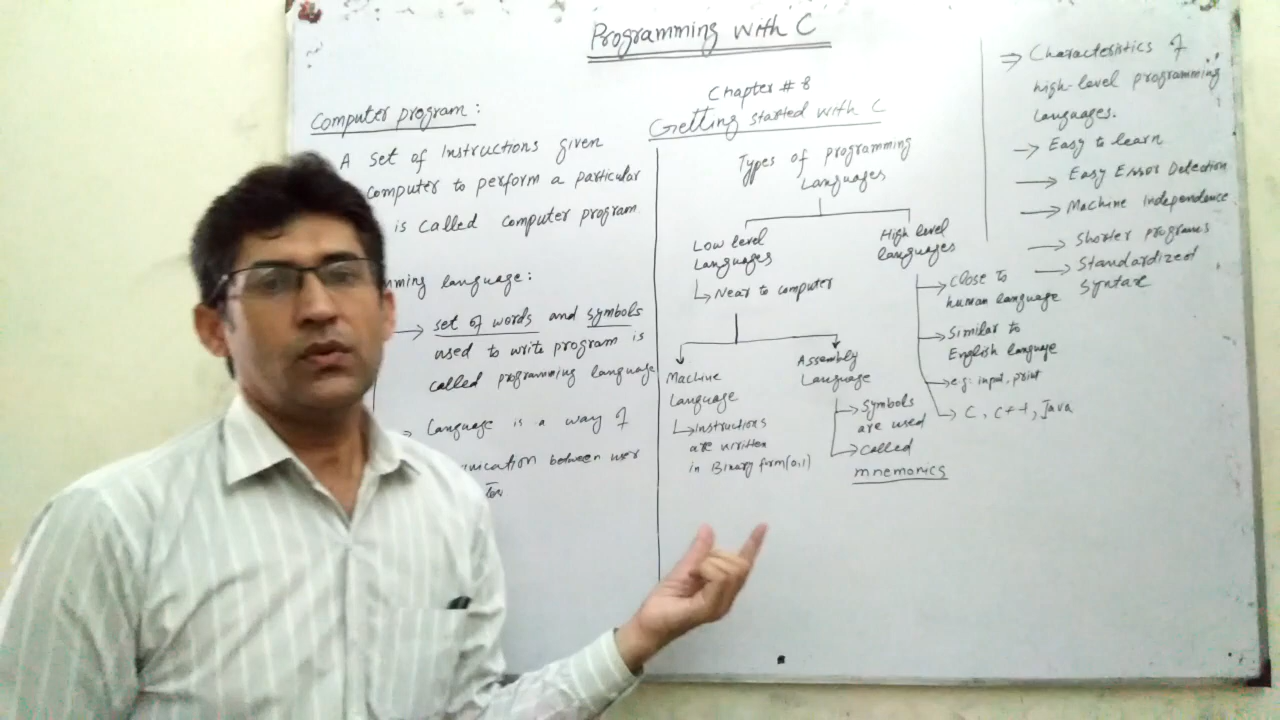 Programming with C
Chapter # 8
Getting started with C
Computer program:
A set of Instructions given
computer to perform a particular
is called computer program
mming language:
→ set of words and symbols
used to write program is
called programming language
→ Language is a way of
nication between user
Types of programming
Languages
Low level
Languages
→ Near to computer
Machine
Language
→ Instructions
are written
in Binary form(0,1)
Assembly
Language
→ Symbols
are used
→ Called
mnemonics
High level
languages
→ Close to
human language
→ Similar to
English language
→ e.g: input, print
→ C, C++, Java
⇒ Characteristics of
high-level programming
Languages.
→ Easy to learn
→ Easy Error Detection
→ Machine Independence
→ Shorter programs
→ Standardized
Syntax